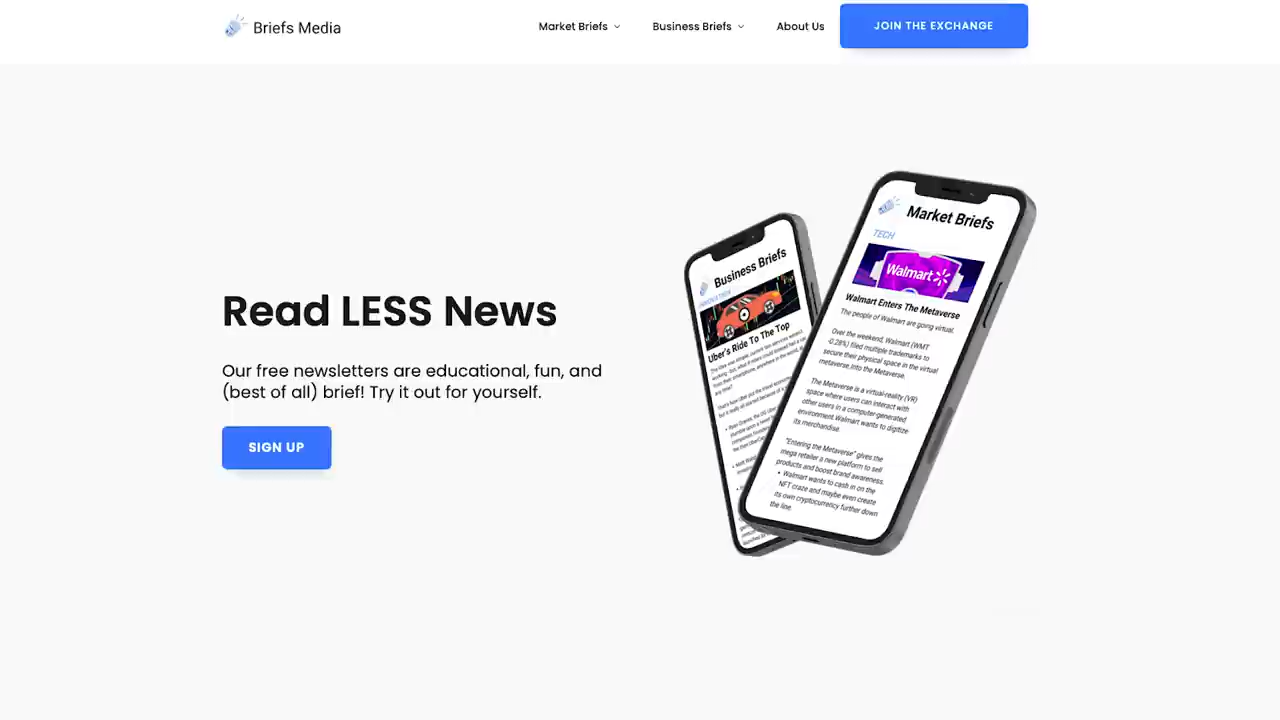 Briefs Media
Market Briefs
Business Briefs
About Us
JOIN THE EXCHANGE
Read LESS News
Our free newsletters are educational, fun, and
(best of all) brief! Try it out for yourself.
SIGN UP
Business Briefs
Uber's Ride To The Top
Market Briefs
TECH
Walmart
Walmart Enters The Metaverse
The people of Walmart are going virtual.
Over the weekend, Walmart (WMT
-0.28%) filed multiple trademarks to
secure their physical space in the virtual
metaverse.Into the Metaverse.
The Metaverse is a virtual-reality (VR)
space where users can interact with
other users in a computer-generated
environment.Walmart wants to digitize
its merchandise.
"Entering the Metaverse" gives the
mega retailer a new platform to sell
products and boost brand awareness.
• Walmart wants to cash in on the
NFT craze and maybe even create
its own cryptocurrency further down
the line.